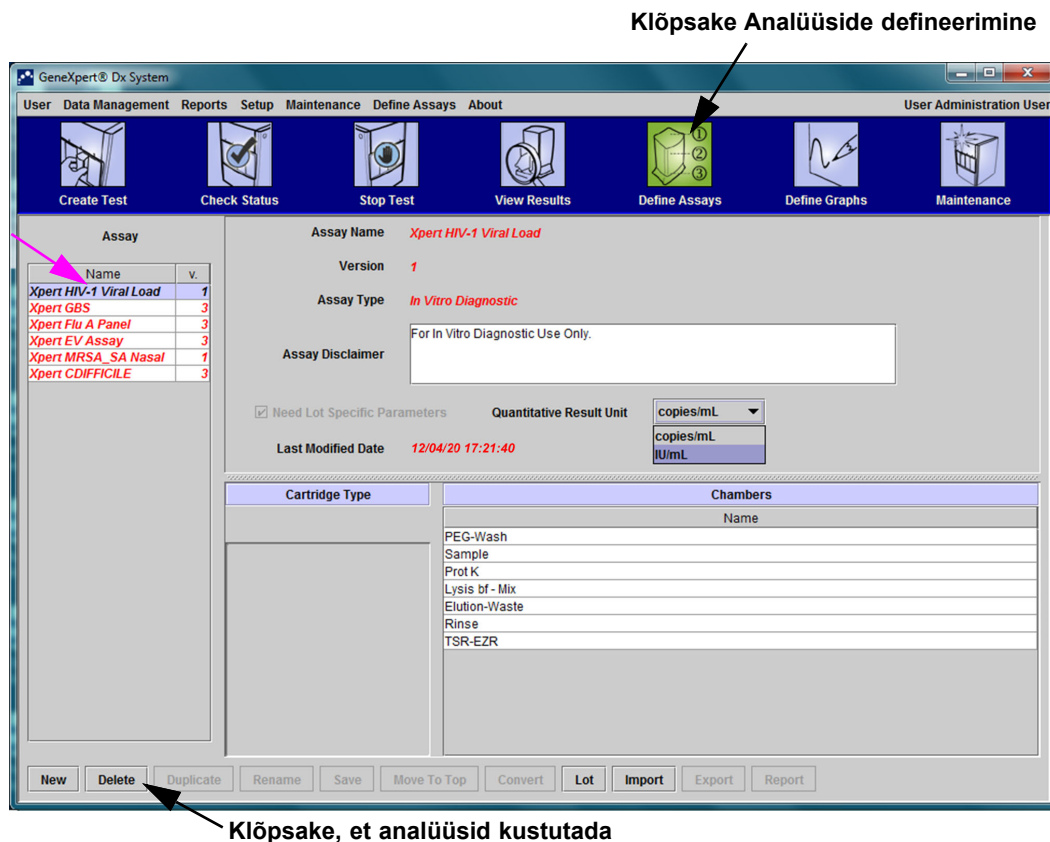 Klõpsake Analüüside defineerimine
GeneXpert® Dx System
User Data Management Reports Setup Maintenance Define Assays About User Administration User
Create Test Check Status Stop Test View Results Define Assays Define Graphs Maintenance
1
2
3
Assay
Name v.
Xpert HIV-1 Viral Load 1
Xpert GBS 3
Xpert Flu A Panel 3
Xpert EV Assay 3
Xpert MRSA_SA Nasal 1
Xpert CDIFFICILE 3
Assay Name Xpert HIV-1 Viral Load
Version 1
Assay Type In Vitro Diagnostic
Assay Disclaimer For In Vitro Diagnostic Use Only.
Need Lot Specific Parameters Quantitative Result Unit copies/mL
copies/mL
IU/mL
Last Modified Date 12/04/20 17:21:40
Cartridge Type Chambers
Name
PEG-Wash
Sample
Prot K
Lysis bf - Mix
Elution-Waste
Rinse
TSR-EZR
New Delete Duplicate Rename Save Move To Top Convert Lot Import Export Report
Klõpsake, et analüüsid kustutada